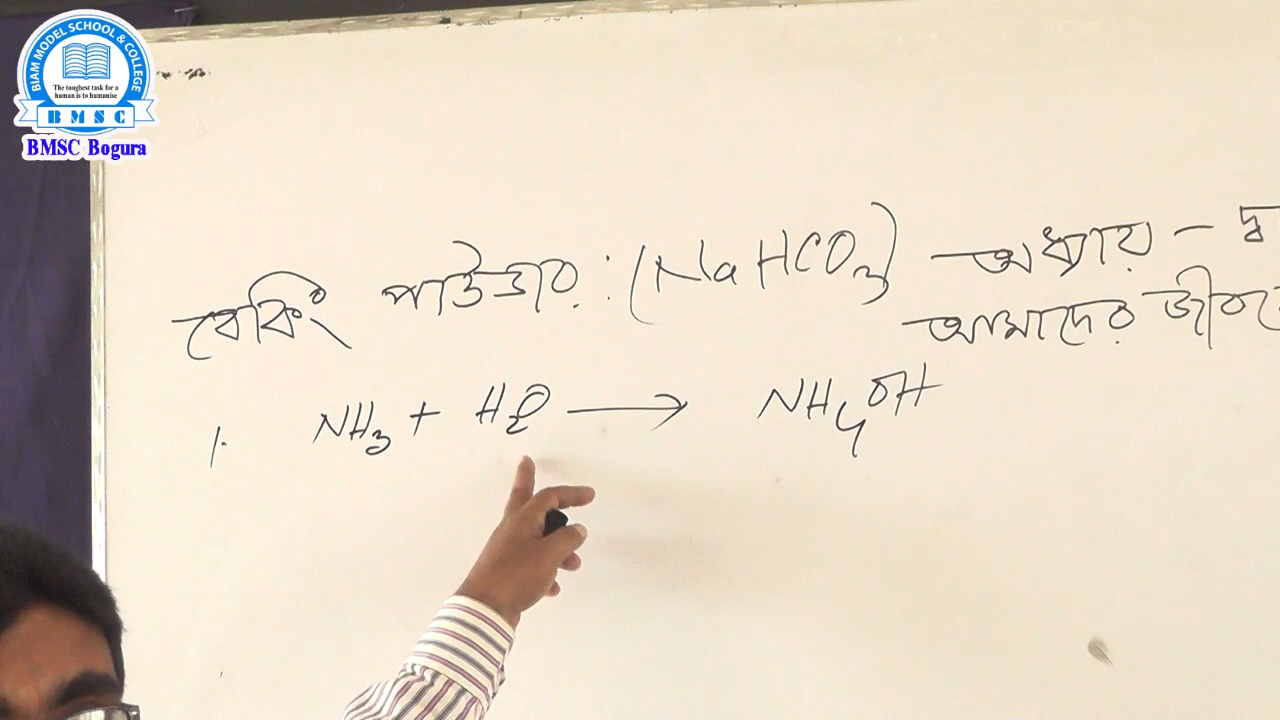 BIAM MODEL SCHOOL & COLLEGE
The toughest task for a
human is to humanise
BMSC
BMSC Bogura
বেকিং পাউডার : (NaHCO₃) অধ্যায় - দ্ব
আমাদের জীবনে
1. NH₃ + H₂O ⟶ NH₄OH